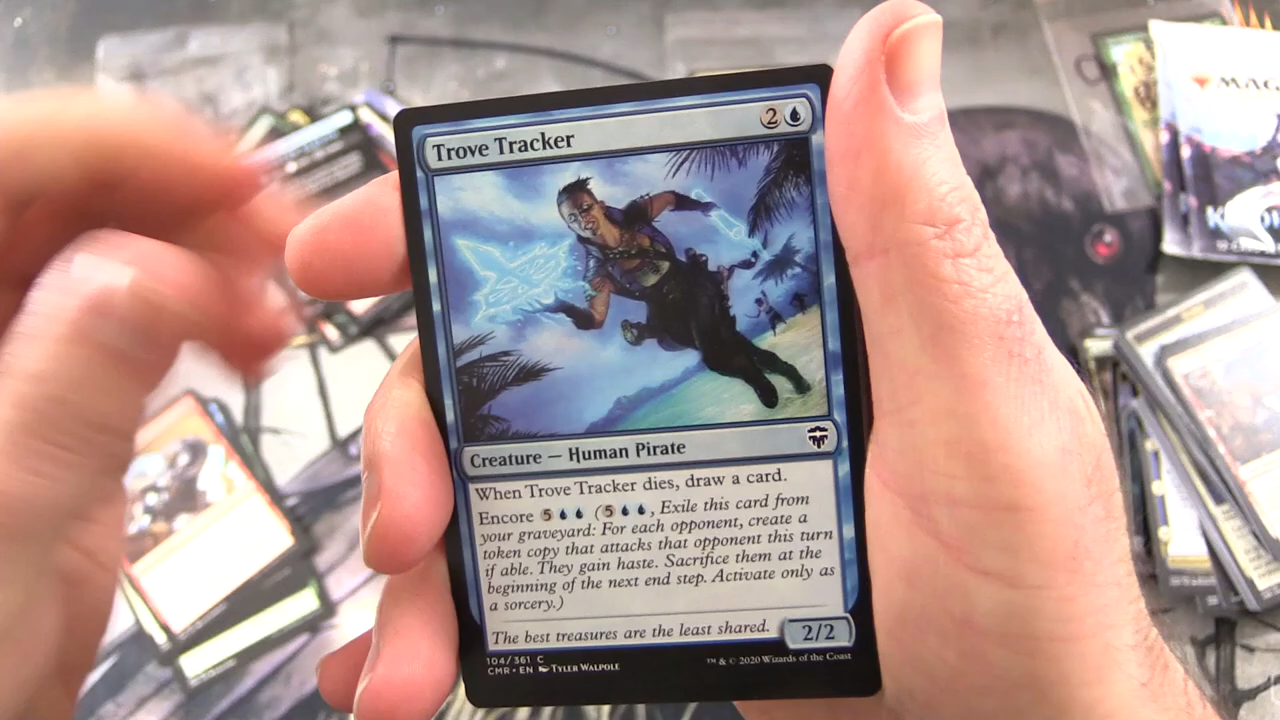 Trove Tracker 2
Creature — Human Pirate
When Trove Tracker dies, draw a card.
Encore 5 (5, Exile this card from
your graveyard: For each opponent, create a
token copy that attacks that opponent this turn
if able. They gain haste. Sacrifice them at the
beginning of the next end step. Activate only as
a sorcery.)
The best treasures are the least shared.
2/2
104/361 C
CMR • EN TYLER WALPOLE
™ & © 2020 Wizards of the Coast